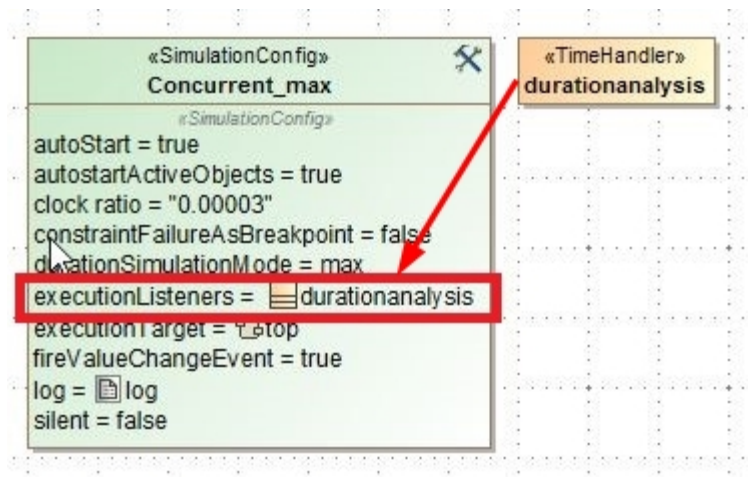 «SimulationConfig»
Concurrent_max
«SimulationConfig»
autoStart = true
autostartActiveObjects = true
clock ratio = "0.00003"
constraintFailureAsBreakpoint = false
durationSimulationMode = max
executionListeners = durationanalysis
executionTarget = top
fireValueChangeEvent = true
log = log
silent = false
«TimeHandler»
durationanalysis